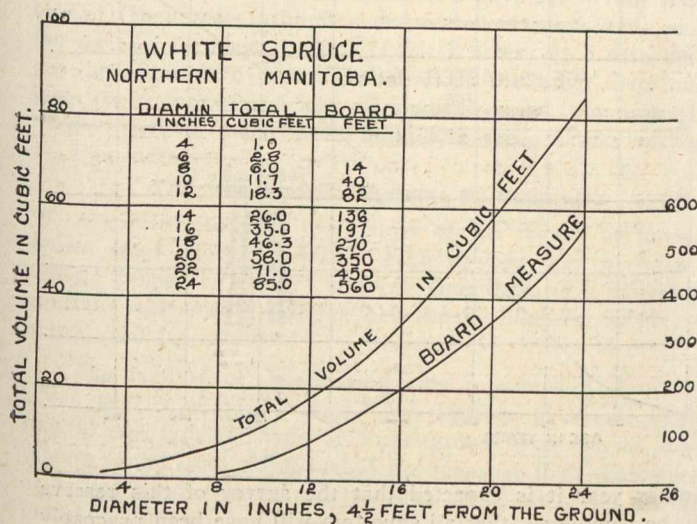 WHITE SPRUCE
NORTHERN MANITOBA.
DIAM. IN INCHES TOTAL CUBIC FEET BOARD FEET
4 1.0
6 2.8
8 6.0 14
10 11.7 40
12 18.3 82
14 26.0 136
16 35.0 197
18 46.3 270
20 58.0 350
22 71.0 450
24 85.0 560
TOTAL VOLUME IN CUBIC FEET.
100
80
60
40
20
0
TOTAL VOLUME IN CUBIC FEET
BOARD MEASURE
600
500
400
300
200
100
4 8 12 16 20 24 26
DIAMETER IN INCHES, 4½ FEET FROM THE GROUND.